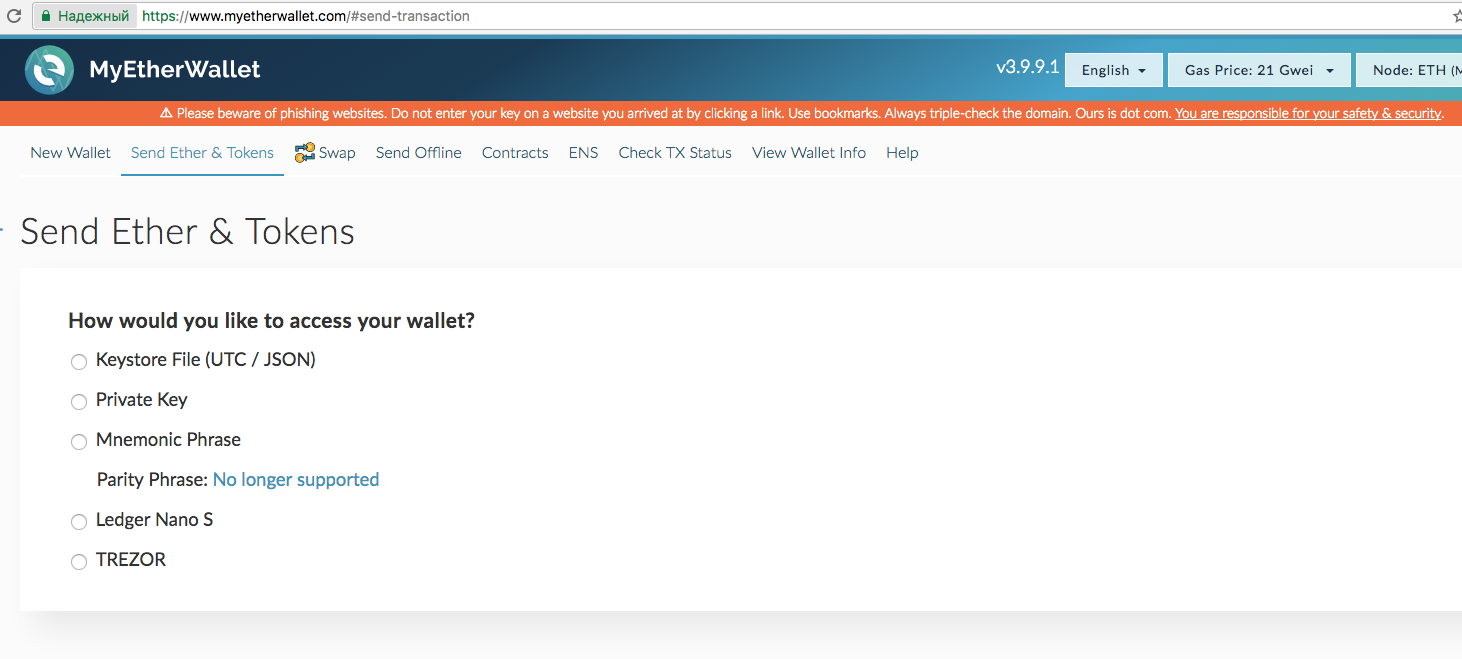 Надежный https://www.myetherwallet.com/#send-transaction
MyEtherWallet v3.9.9.1 English Gas Price: 21 Gwei Node: ETH (M
⚠ Please beware of phishing websites. Do not enter your key on a website you arrived at by clicking a link. Use bookmarks. Always triple-check the domain. Ours is dot com. You are responsible for your safety & security.
New Wallet Send Ether & Tokens Swap Send Offline Contracts ENS Check TX Status View Wallet Info Help
Send Ether & Tokens
How would you like to access your wallet?
Keystore File (UTC / JSON)
Private Key
Mnemonic Phrase
Parity Phrase: No longer supported
Ledger Nano S
TREZOR